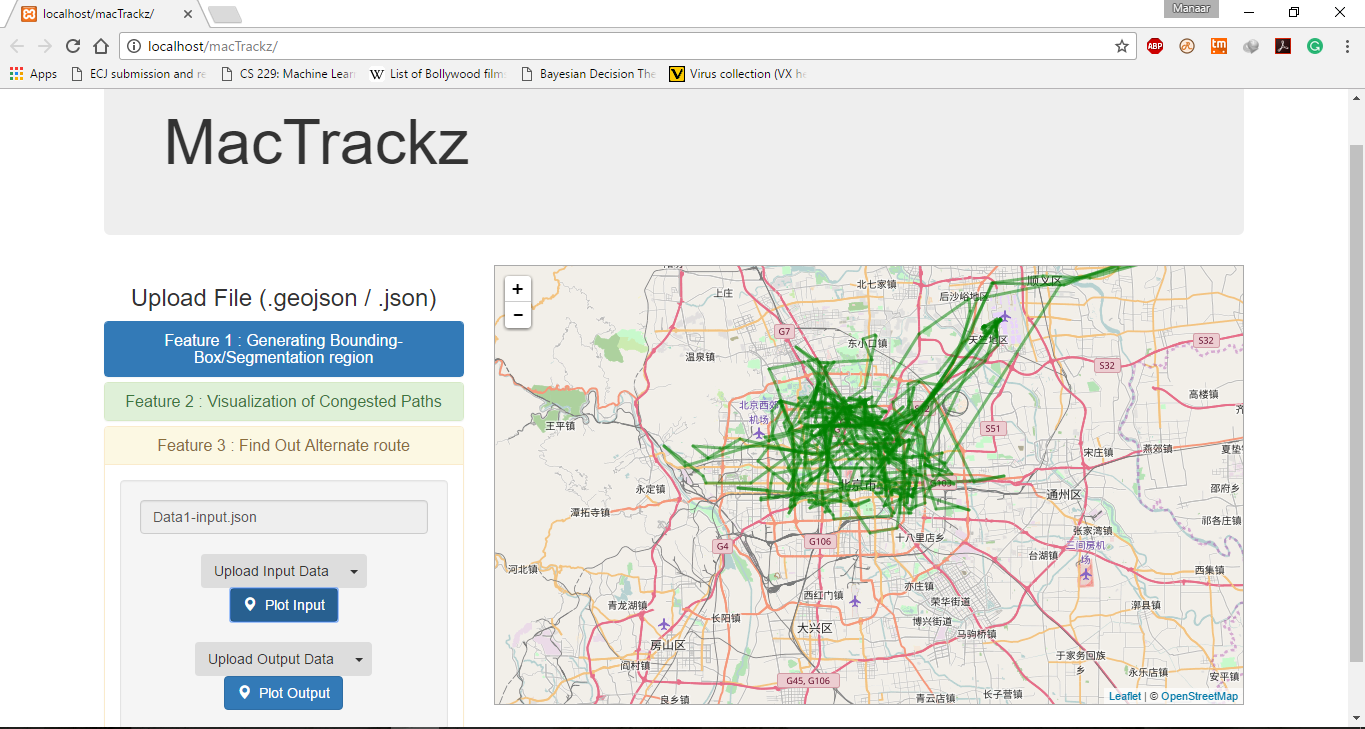 localhost/macTrackz/
Manaar
localhost/macTrackz/
ABP
tm
Apps
ECJ submission and re
CS 229: Machine Lear
W List of Bollywood film
Bayesian Decision The
V Virus collection (VX he
MacTrackz
Upload File (.geojson / .json)
Feature 1 : Generating Bounding-
Box/Segmentation region
Feature 2 : Visualization of Congested Paths
Feature 3 : Find Out Alternate route
Data1-input.json
Upload Input Data
Plot Input
Upload Output Data
Plot Output
+
−
上庄
北七家镇
后沙峪地区
顺义区
G7
东小口镇
S32
温泉镇
S32
高楼镇
北京西郊
机场
王平镇
S51
宋庄镇
燕郊镇
永定镇
北京市
G103
通州区
邵府乡
潭柘寺镇
张家湾镇
祁各庄镇
G4
G106
十八里店乡
三间房机
场
台湖镇
河北镇
西集镇
亦庄镇
青龙湖镇
西红门镇
荣华街道
漷县镇
长阳镇
博兴街道
房山区
大兴区
马驹桥镇
于家务回族
乡
阎村镇
永乐店镇
安平镇
G45, G106
良乡镇
青云店镇
长子营镇
Leaflet | © OpenStreetMap